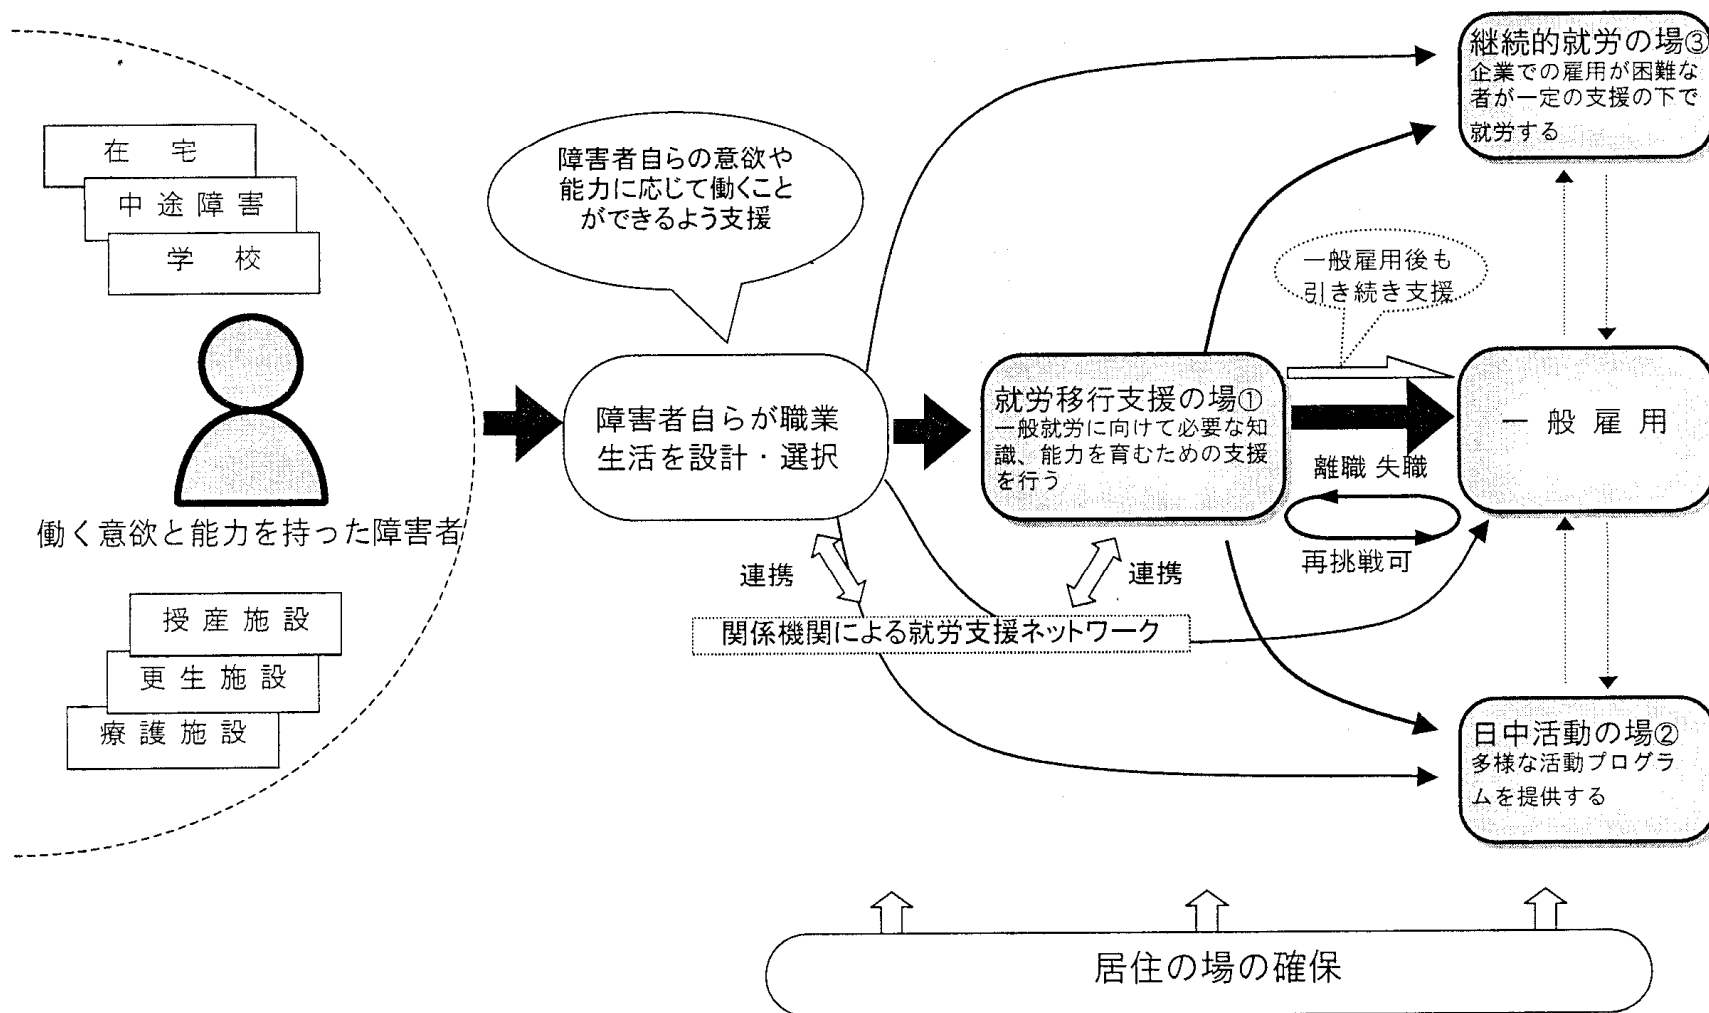 在宅
中途障害
学校
働く意欲と能力を持った障害者
授産施設
更生施設
療護施設
障害者自らの意欲や
能力に応じて働くこと
ができるよう支援
障害者自らが職業
生活を設計・選択
連携
連携
関係機関による就労支援ネットワーク
就労移行支援の場①
一般就労に向けて必要な知
識、能力を育むための支援
を行う
一般雇用後も
引き続き支援
離職 失職
再挑戦可
継続的就労の場③
企業での雇用が困難な
者が一定の支援の下で
就労する
一般雇用
日中活動の場②
多様な活動プログラ
ムを提供する
居住の場の確保